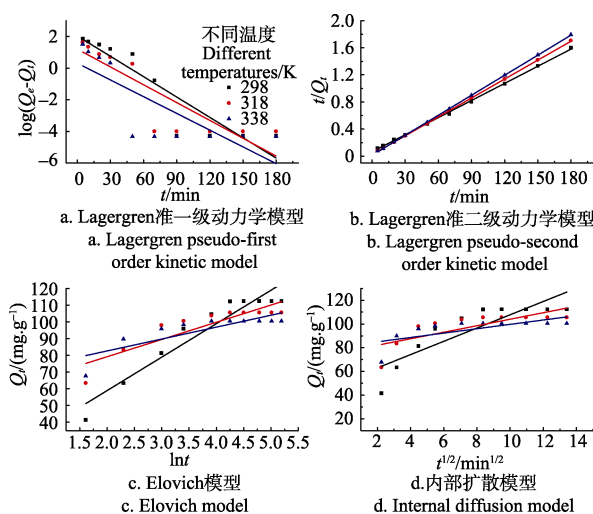 不同温度
Different
temperatures/K
298
318
338
log(Qe-Qt)
2
0
−2
−4
−6
0 30 60 90 120 150 180
t/min
a. Lagergren准一级动力学模型
a. Lagergren pseudo-first
order kinetic model
t/Qt
2.0
1.6
1.2
0.8
0.4
0
0 30 60 90 120 150 180
t/min
b. Lagergren准二级动力学模型
b. Lagergren pseudo-second
order kinetic model
Qt/(mg.g⁻¹)
120
110
100
90
80
70
60
50
40
1.5 2.0 2.5 3.0 3.5 4.0 4.5 5.0 5.5
lnt
c. Elovich模型
c. Elovich model
Qt/(mg.g⁻¹)
120
100
80
60
40
20
2 4 6 8 10 12 14
t1/2/min1/2
d.内部扩散模型
d. Internal diffusion model